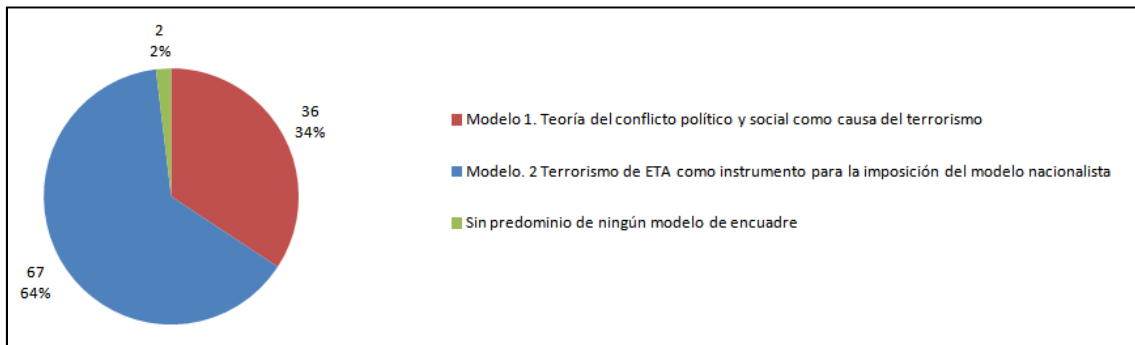 2
2%
36
34%
Modelo 1. Teoría del conflicto político y social como causa del terrorismo
Modelo. 2 Terrorismo de ETA como instrumento para la imposición del modelo nacionalista
Sin predominio de ningún modelo de encuadre
67
64%